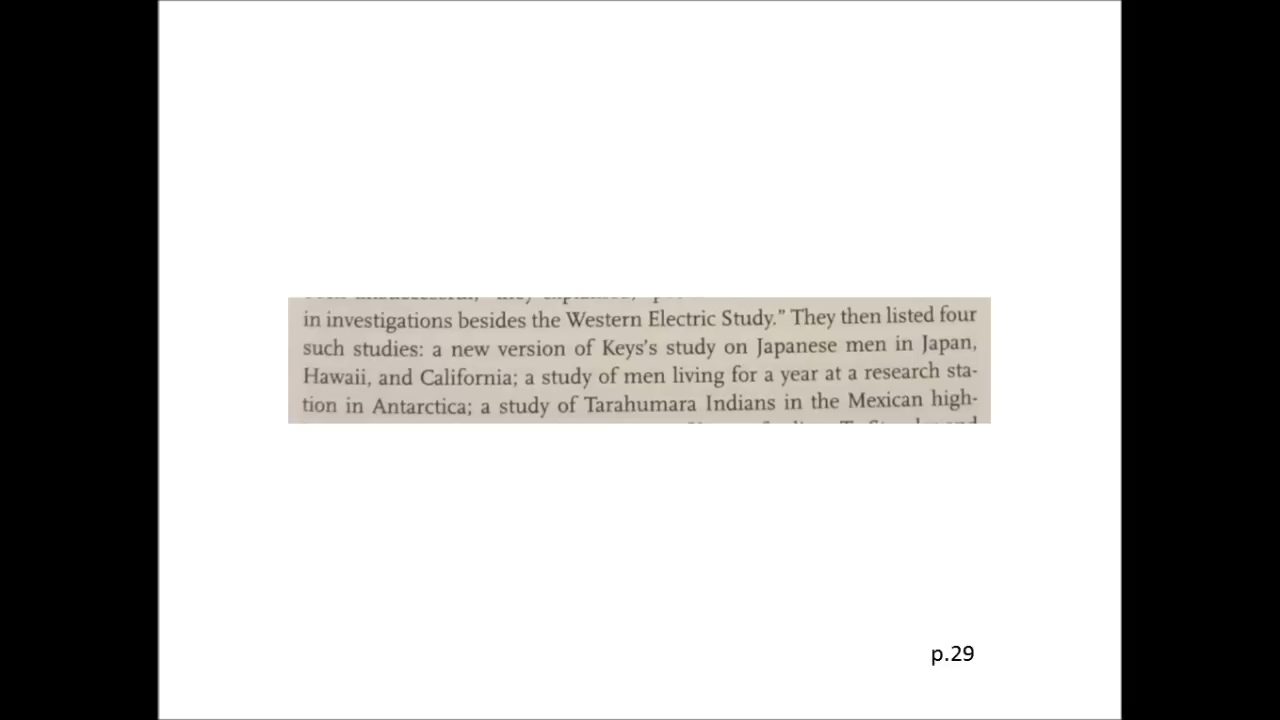 in investigations besides the Western Electric Study.” They then listed four
such studies: a new version of Keys’s study on Japanese men in Japan,
Hawaii, and California; a study of men living for a year at a research sta-
tion in Antarctica; a study of Tarahumara Indians in the Mexican high-
p.29